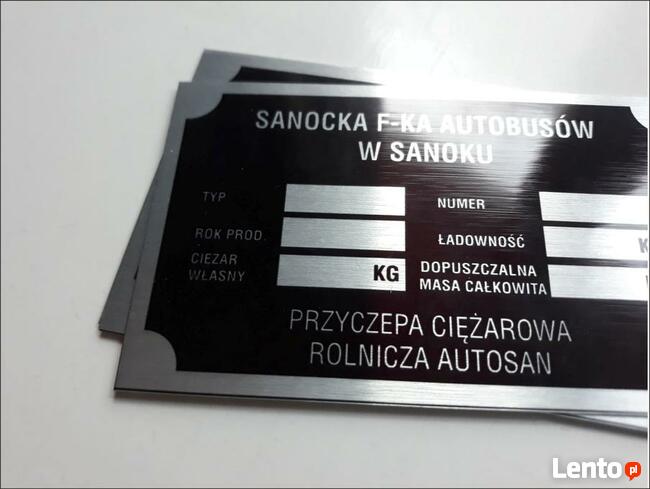 SANOCKA F-KA AUTOBUSÓW
W SANOKU
TYP
NUMER
ROK PROD.
ŁADOWNOŚĆ
K
CIEŻAR
WŁASNY
KG
DOPUSZCZALNA
MASA CAŁKOWITA
PRZYCZEPA CIĘŻAROWA
ROLNICZA AUTOSAN
Lento.pl